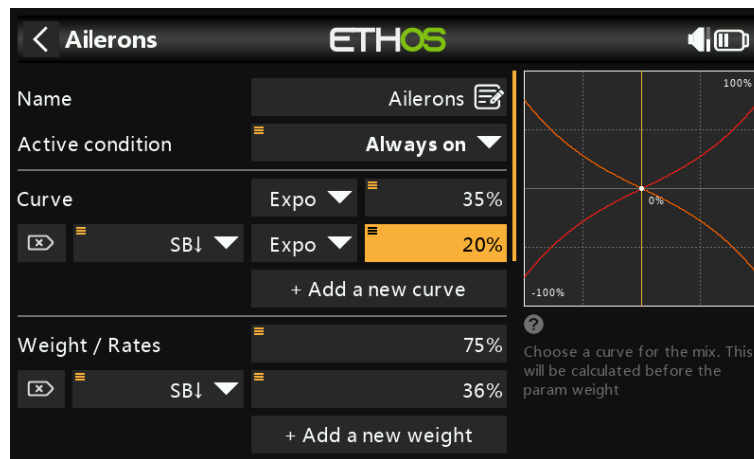 Ailerons
ETHOS
Name
Ailerons
Active condition
Always on
Curve
Expo
35%
SB↓
Expo
20%
+ Add a new curve
Weight / Rates
75%
SB↓
36%
+ Add a new weight
100%
0%
-100%
?
Choose a curve for the mix. This
will be calculated before the
param weight